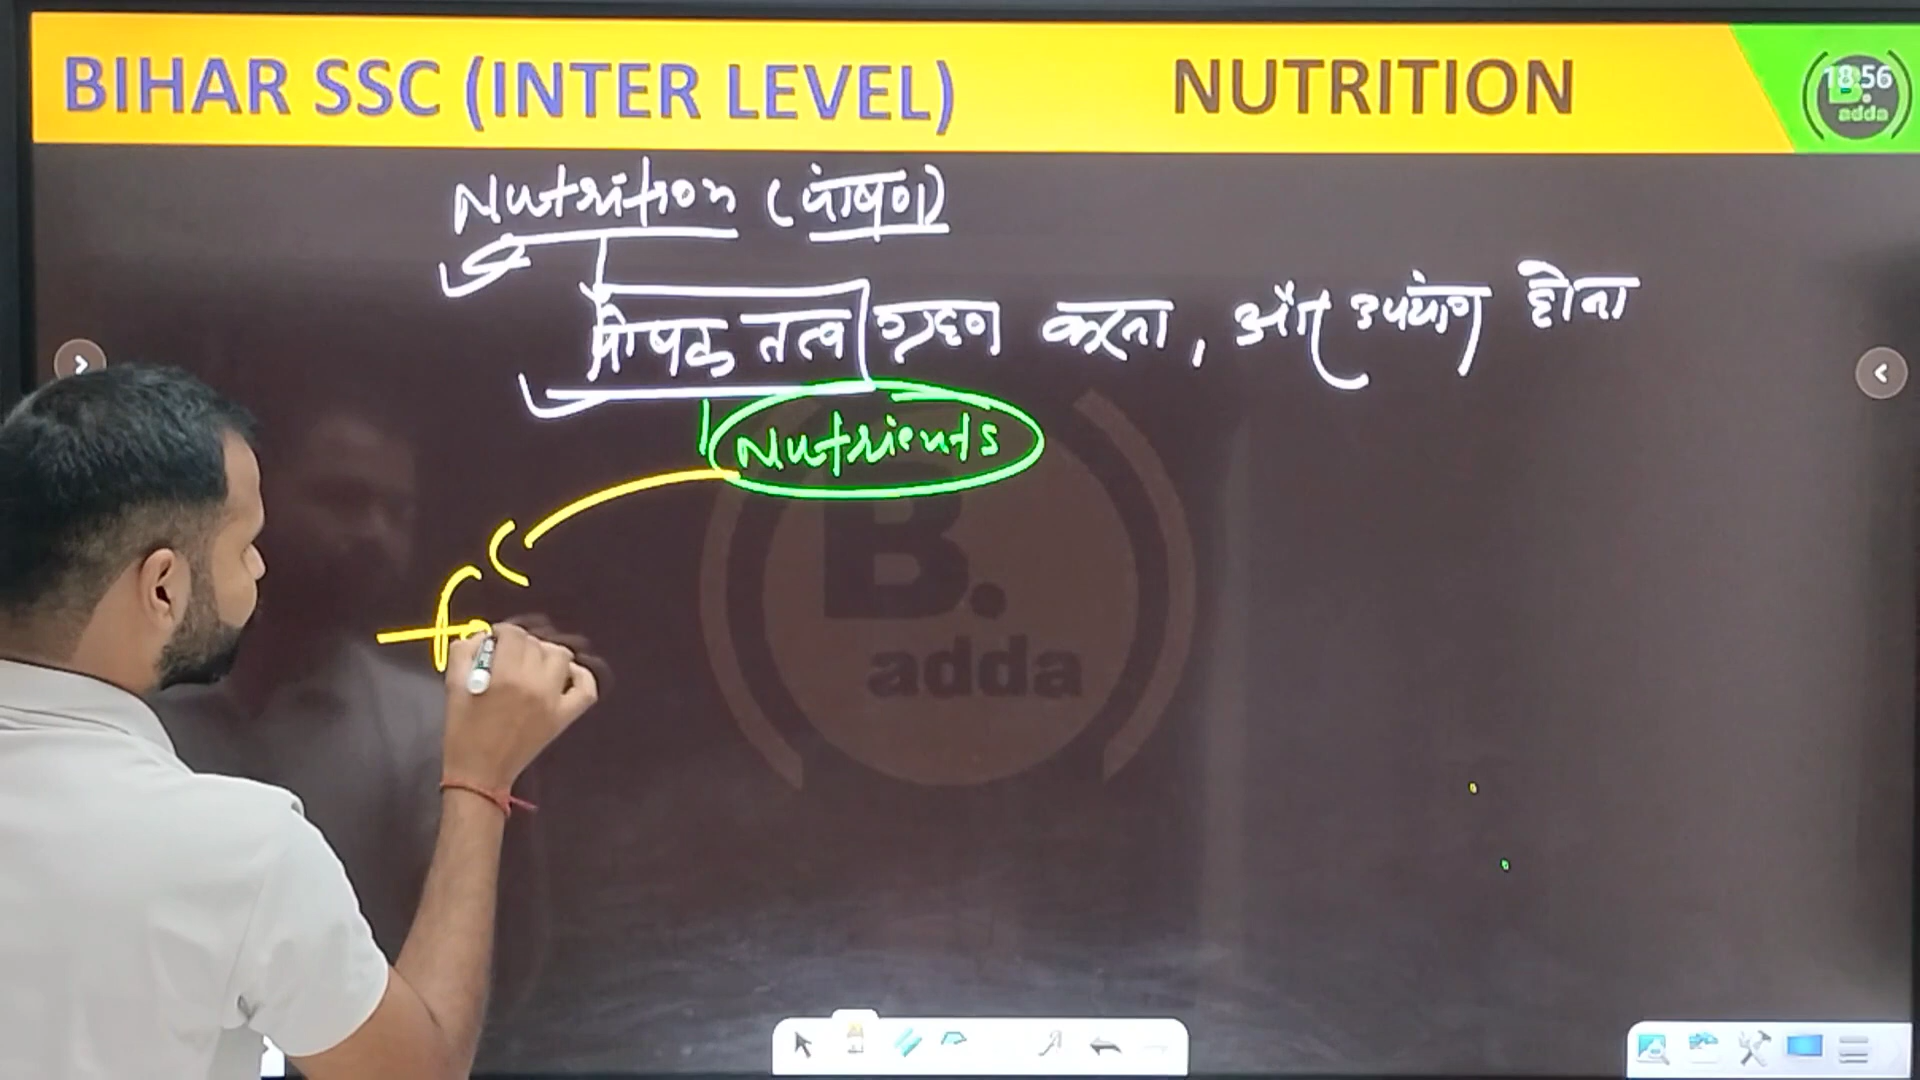 BIHAR SSC (INTER LEVEL) NUTRITION
18:56
B.
adda
Nutrition (पोषण)
पोषक तत्व ग्रहण करना, और उपयोग होना
Nutrients
B.
adda